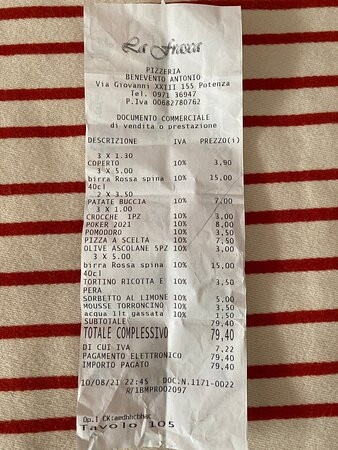 La Frasca
PIZZERIA
BENEVENTO ANTONIO
Via Giovanni XXIII 155 Potenza
Tel. 0971 36947
P.Iva 00682780762
DOCUMENTO COMMERCIALE
di vendita o prestazione
DESCRIZIONE IVA PREZZO(i)
3 X 1.30
COPERTO 10% 3,90
3 X 5.00
birra Rossa spina 10% 15,00
40cl
2 X 3.50
PATATE BUCCIA 10% 7,00
3 X 1.00
CROCCHE 1PZ 10% 3,00
POKER 2021 10% 8,00
POMODORO 10% 3,50
PIZZA A SCELTA 10% 7,50
OLIVE ASCOLANE 5PZ 10% 3,00
3 X 5.00
birra Rossa spina 10% 15,00
40cl
TORTINO RICOTTA E 10% 3,50
PERA
SORBETTO AL LIMONE 10% 5,00
MOUSSE TORRONCINO 10% 3,50
acqua 1lt gassata 10% 1,50
SUBTOTALE 79,40
TOTALE COMPLESSIVO 79,40
DI CUI IVA 7,22
PAGAMENTO ELETTRONICO 79,40
IMPORTO PAGATO 79,40
10/08/21 22:45 DOC.N.1171-0022
Tavolo 105